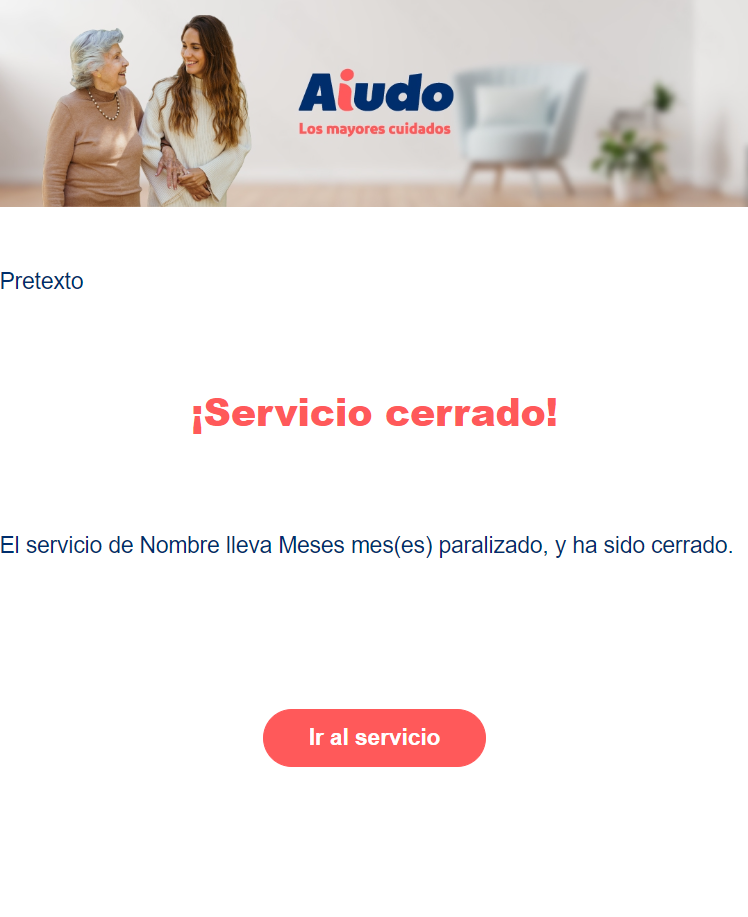 Aiudo
Los mayores cuidados
Pretexto
¡Servicio cerrado!
El servicio de Nombre lleva Meses mes(es) paralizado, y ha sido cerrado.
Ir al servicio